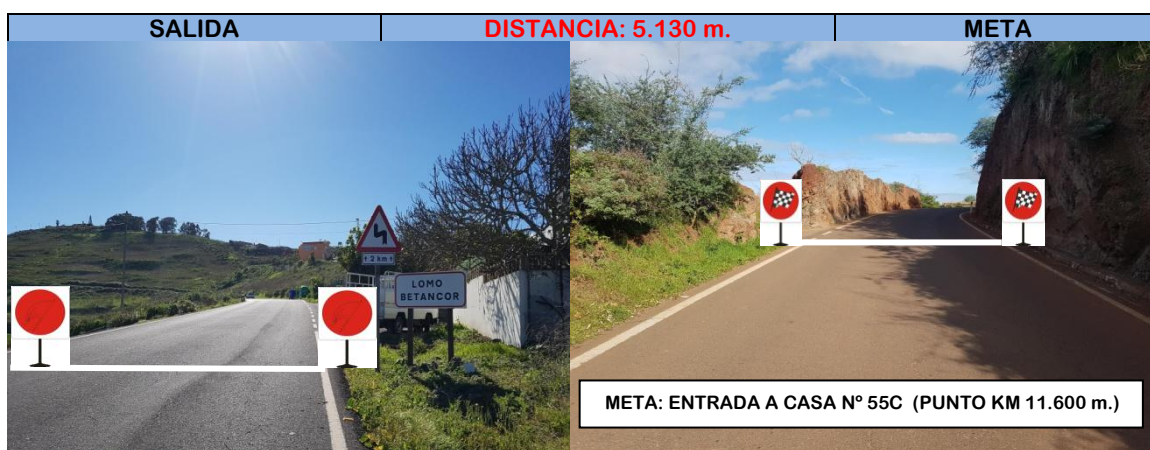 SALIDA
DISTANCIA: 5.130 m.
META
2 km
LOMO
BETANCOR
META: ENTRADA A CASA Nº 55C (PUNTO KM 11.600 m.)